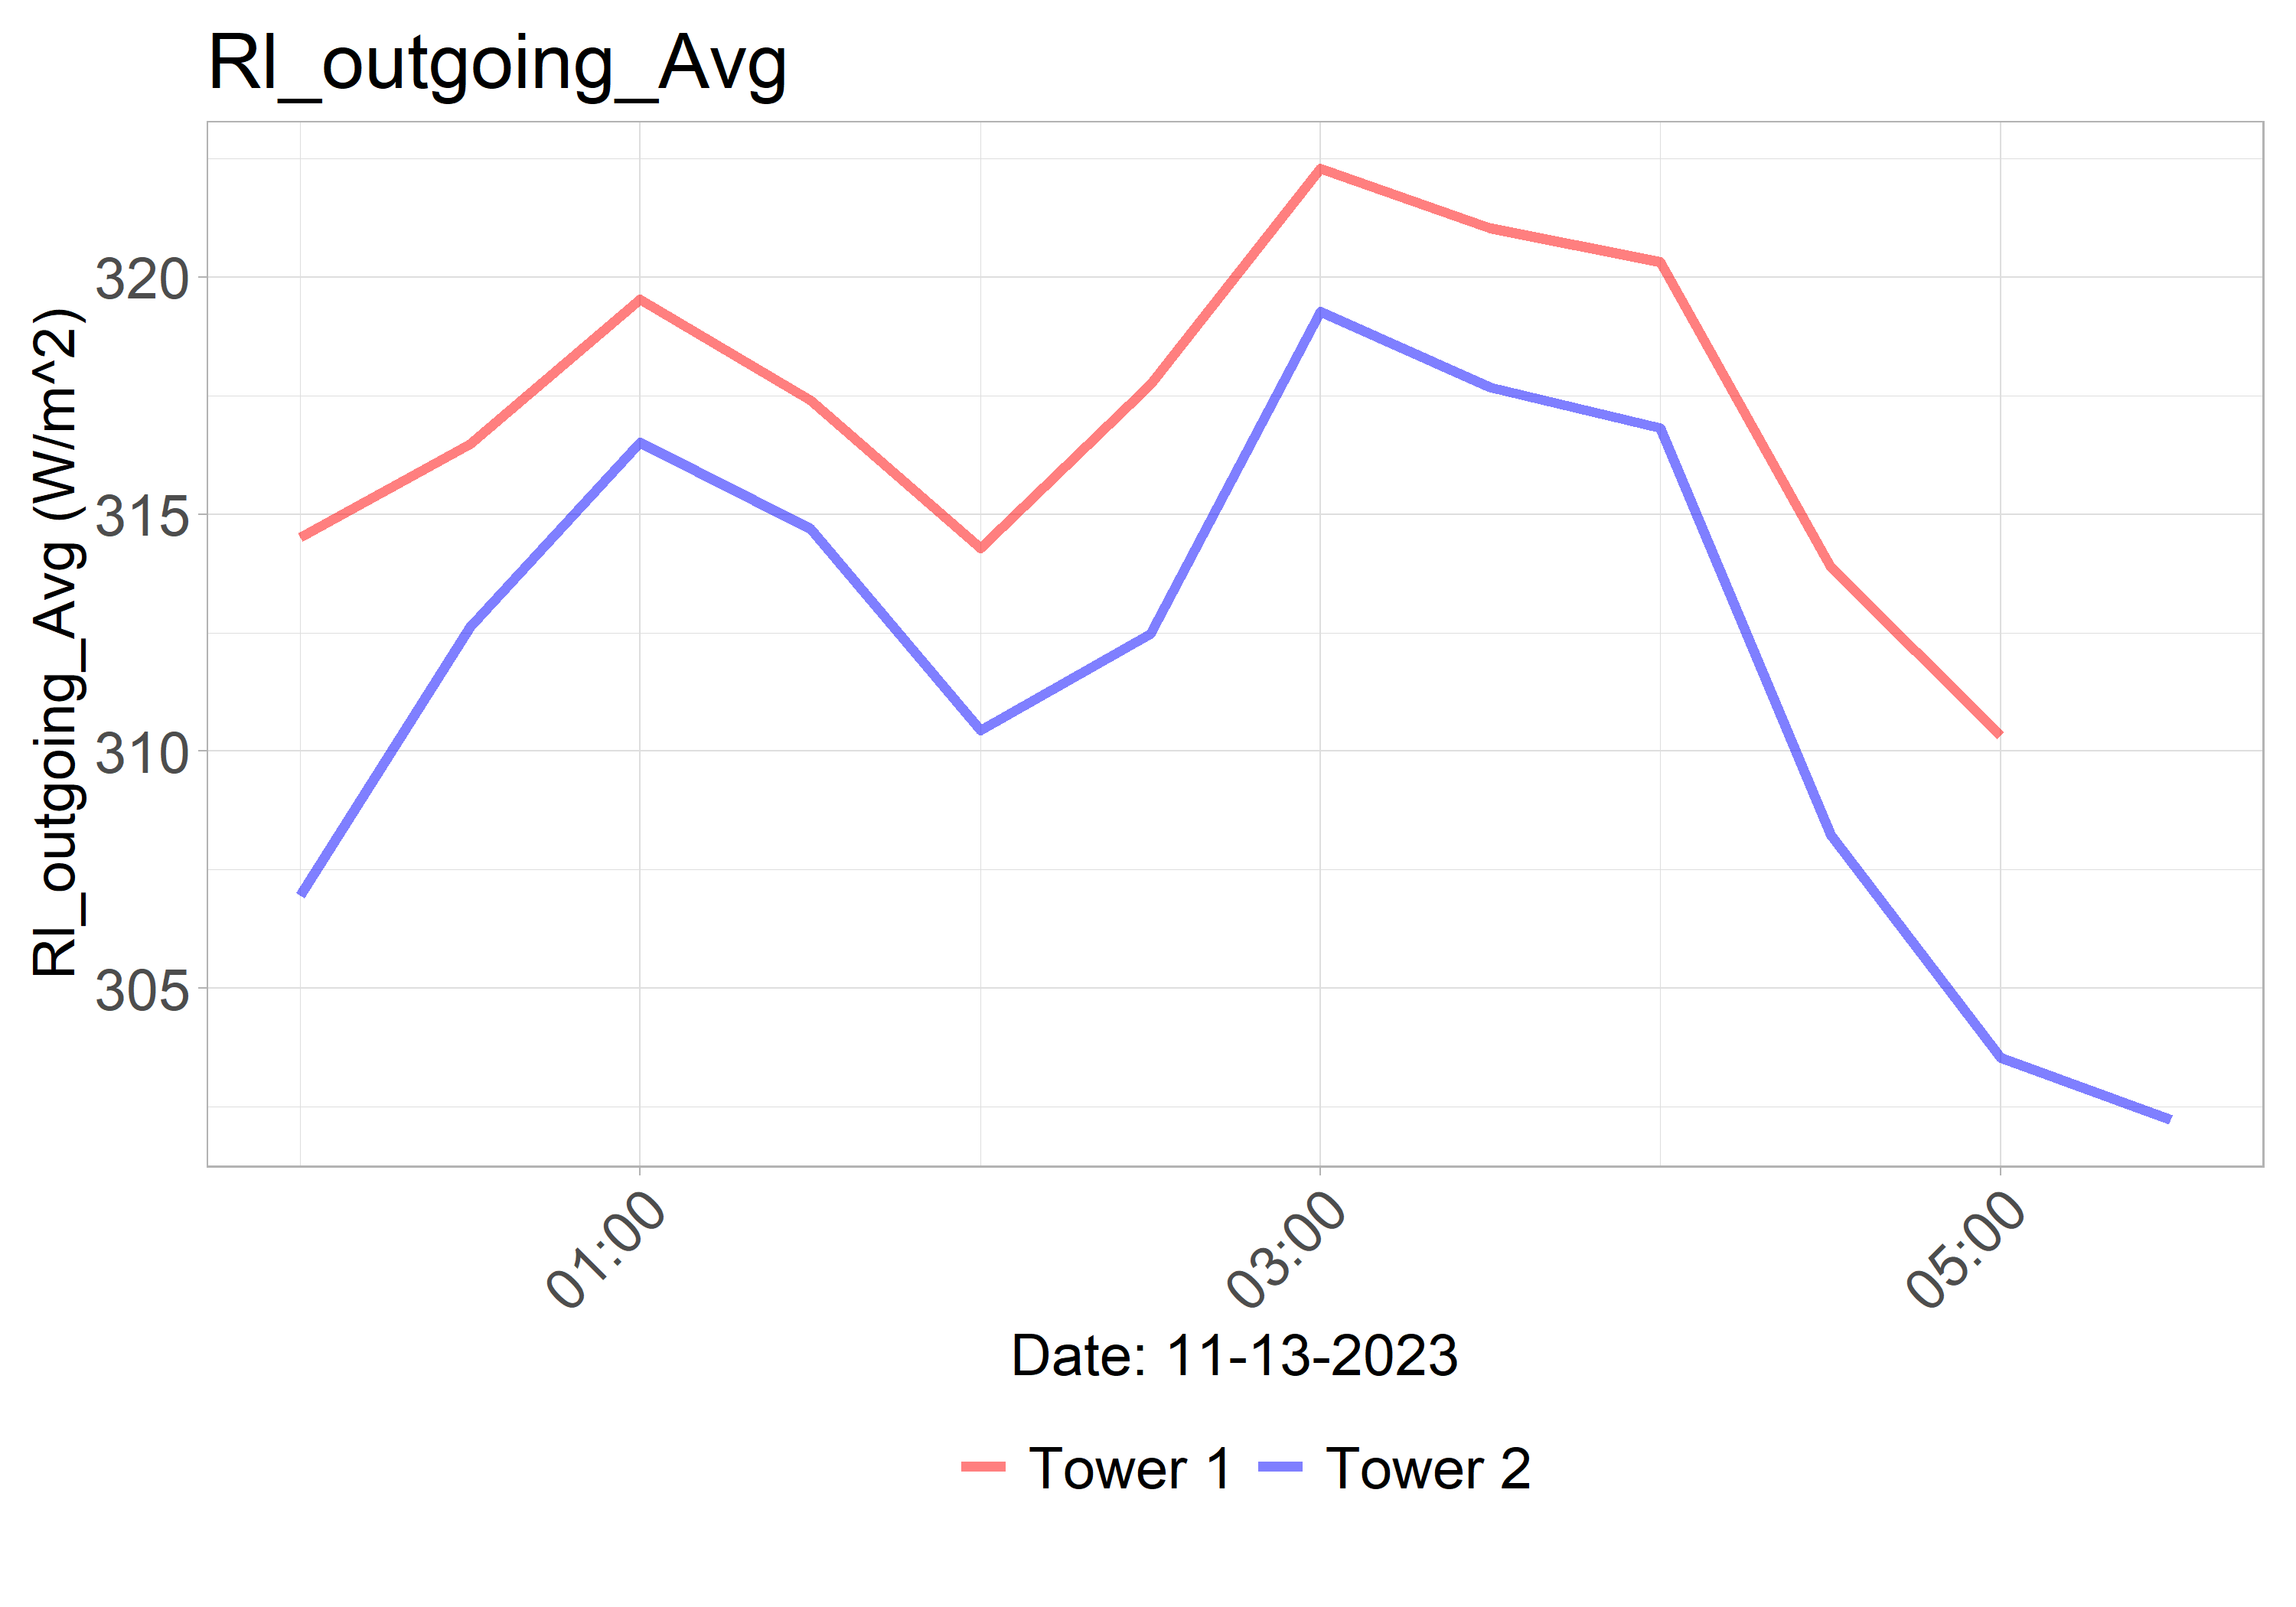 Rl_outgoing_Avg
Rl_outgoing_Avg (W/m^2)
320
315
310
305
01:00
03:00
05:00
Date: 11-13-2023
Tower 1
Tower 2